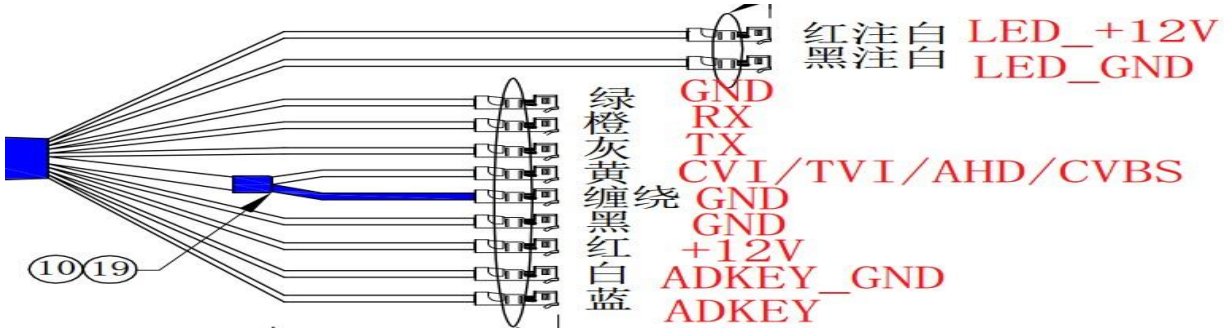 红注白 LED_+12V
黑注白 LED_GND
绿 GND
橙 RX
灰 TX
黄 CVI/TVI/AHD/CVBS
缠绕 GND
黑 GND
红 +12V
白 ADKEY_GND
蓝 ADKEY
10 19